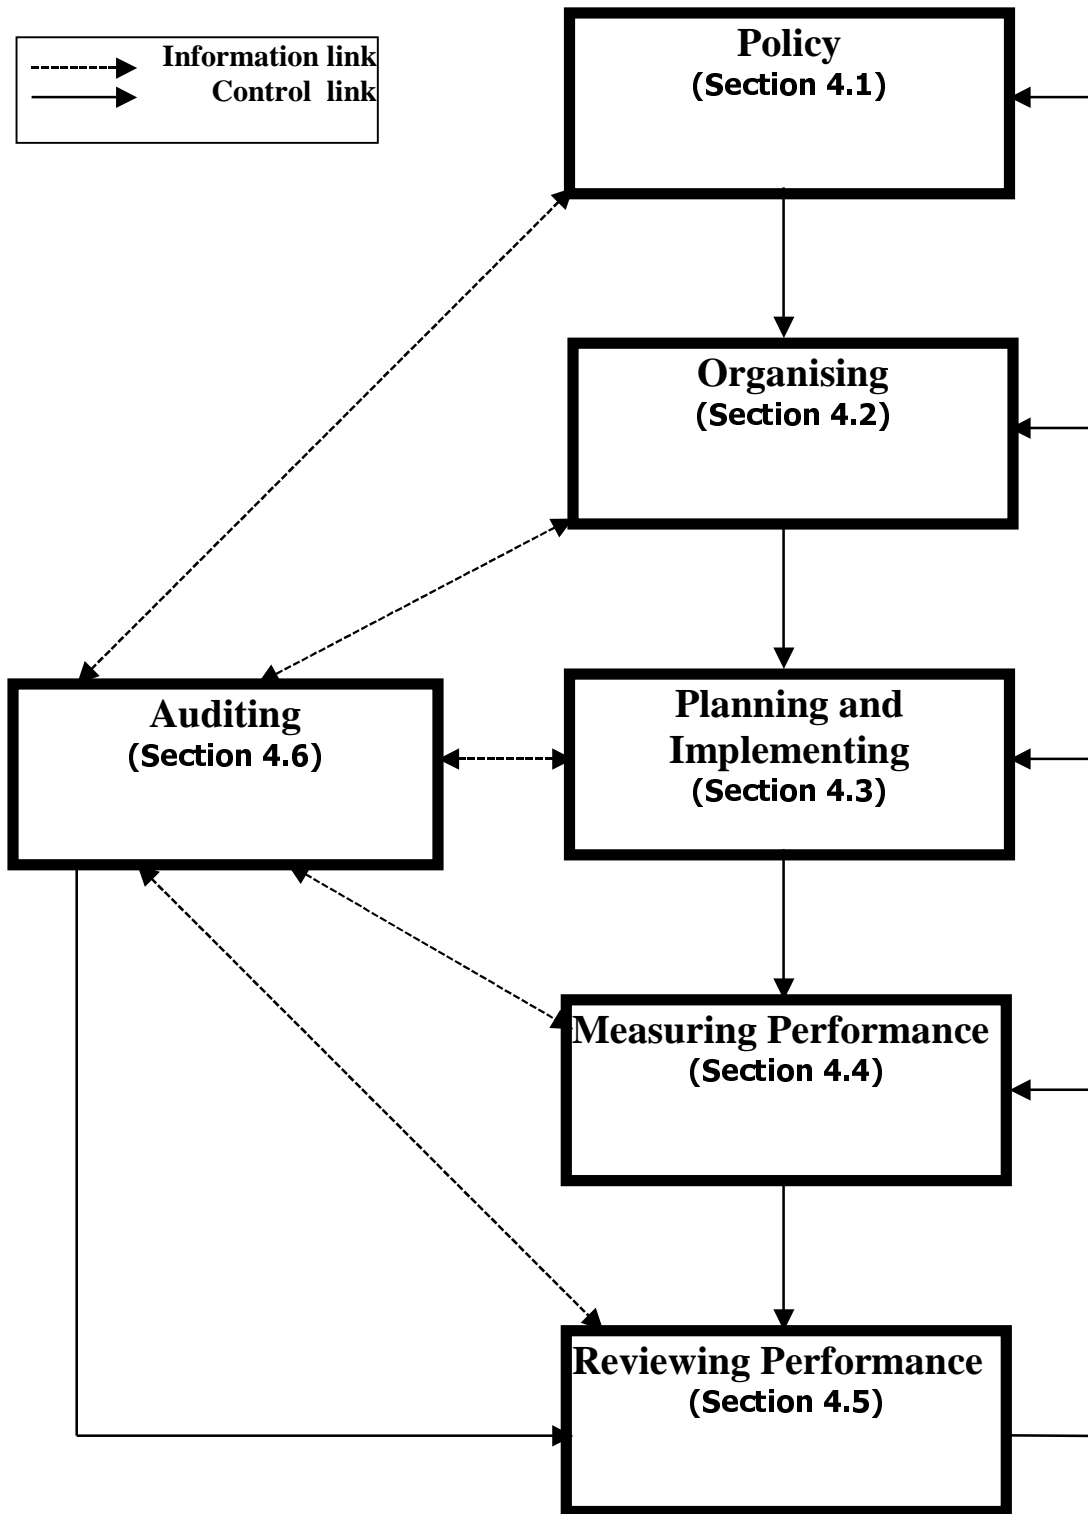 Information link
Control link
Policy
(Section 4.1)
Organising
(Section 4.2)
Auditing
(Section 4.6)
Planning and
Implementing
(Section 4.3)
Measuring Performance
(Section 4.4)
Reviewing Performance
(Section 4.5)